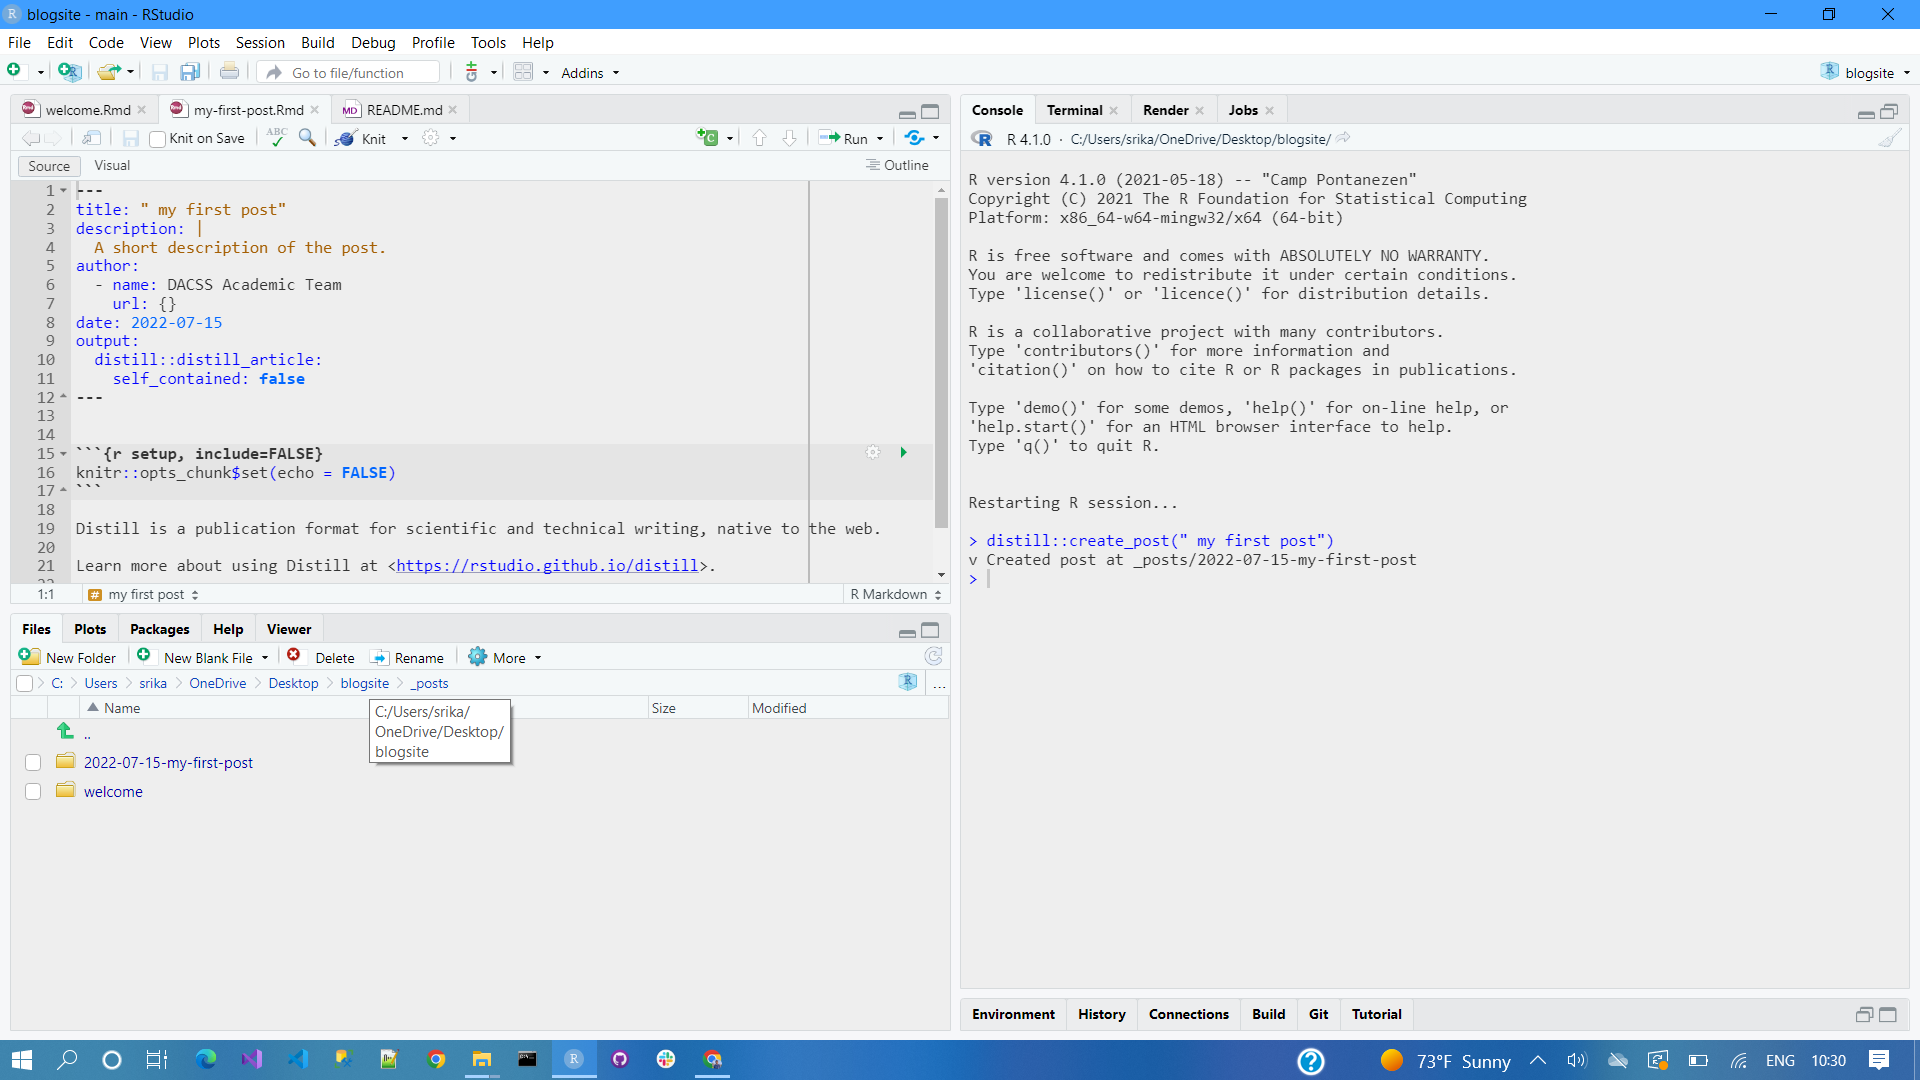 blogsite - main - RStudio
File Edit Code View Plots Session Build Debug Profile Tools Help
Go to file/function Addins blogsite
welcome.Rmd my-first-post.Rmd README.md
Knit on Save ABC Knit Run
Source Visual Outline
1 ---
2 title: " my first post"
3 description: |
4 A short description of the post.
5 author:
6 - name: DACSS Academic Team
7 url: {}
8 date: 2022-07-15
9 output:
10 distill::distill_article:
11 self_contained: false
12 ---
13
14
15 ```{r setup, include=FALSE}
16 knitr::opts_chunk$set(echo = FALSE)
17 ```
18
19 Distill is a publication format for scientific and technical writing, native to the web.
20
21 Learn more about using Distill at <https://rstudio.github.io/distill>.
1:1 my first post R Markdown
Files Plots Packages Help Viewer
New Folder New Blank File Delete Rename More
C: Users srika OneDrive Desktop blogsite _posts ...
Name Size Modified
C:/Users/srika/
OneDrive/Desktop/
blogsite
..
2022-07-15-my-first-post
welcome
Console Terminal Render Jobs
R 4.1.0 · C:/Users/srika/OneDrive/Desktop/blogsite/
R version 4.1.0 (2021-05-18) -- "Camp Pontanezen"
Copyright (C) 2021 The R Foundation for Statistical Computing
Platform: x86_64-w64-mingw32/x64 (64-bit)
R is free software and comes with ABSOLUTELY NO WARRANTY.
You are welcome to redistribute it under certain conditions.
Type 'license()' or 'licence()' for distribution details.
R is a collaborative project with many contributors.
Type 'contributors()' for more information and
'citation()' on how to cite R or R packages in publications.
Type 'demo()' for some demos, 'help()' for on-line help, or
'help.start()' for an HTML browser interface to help.
Type 'q()' to quit R.
Restarting R session...
> distill::create_post(" my first post")
v Created post at _posts/2022-07-15-my-first-post
>
Environment History Connections Build Git Tutorial
73°F Sunny ENG 10:30